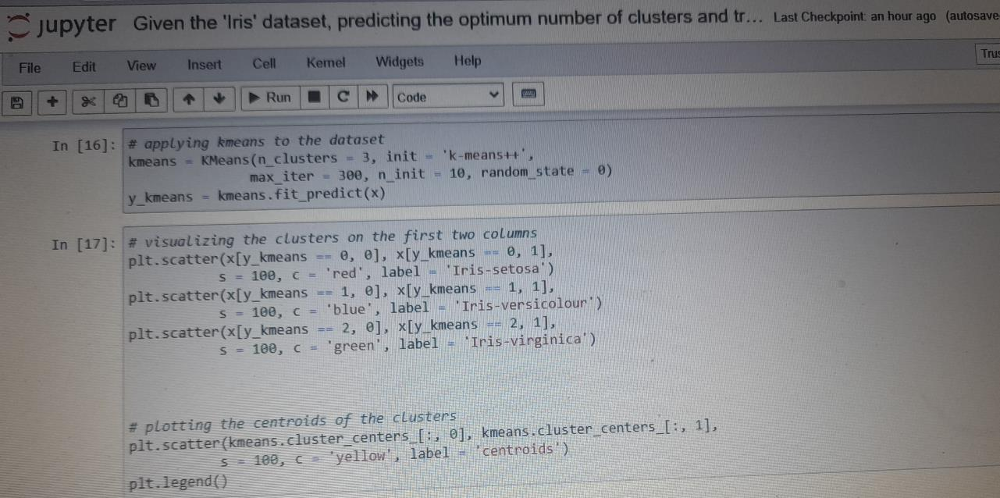 jupyter Given the 'Iris' dataset, predicting the optimum number of clusters and tr... Last Checkpoint: an hour ago (autosave
File Edit View Insert Cell Kernel Widgets Help Trus
Run Code
In [16]: # applying kmeans to the dataset
kmeans = KMeans(n_clusters = 3, init = 'k-means++',
max_iter = 300, n_init = 10, random_state = 0)
y_kmeans = kmeans.fit_predict(x)
In [17]: # visualizing the clusters on the first two columns
plt.scatter(x[y_kmeans == 0, 0], x[y_kmeans == 0, 1],
s = 100, c = 'red', label = 'Iris-setosa')
plt.scatter(x[y_kmeans == 1, 0], x[y_kmeans == 1, 1],
s = 100, c = 'blue', label = 'Iris-versicolour')
plt.scatter(x[y_kmeans == 2, 0], x[y_kmeans == 2, 1],
s = 100, c = 'green', label = 'Iris-virginica')
# plotting the centroids of the clusters
plt.scatter(kmeans.cluster_centers_[:, 0], kmeans.cluster_centers_[:, 1],
s = 100, c = 'yellow', label = 'centroids')
plt.legend()